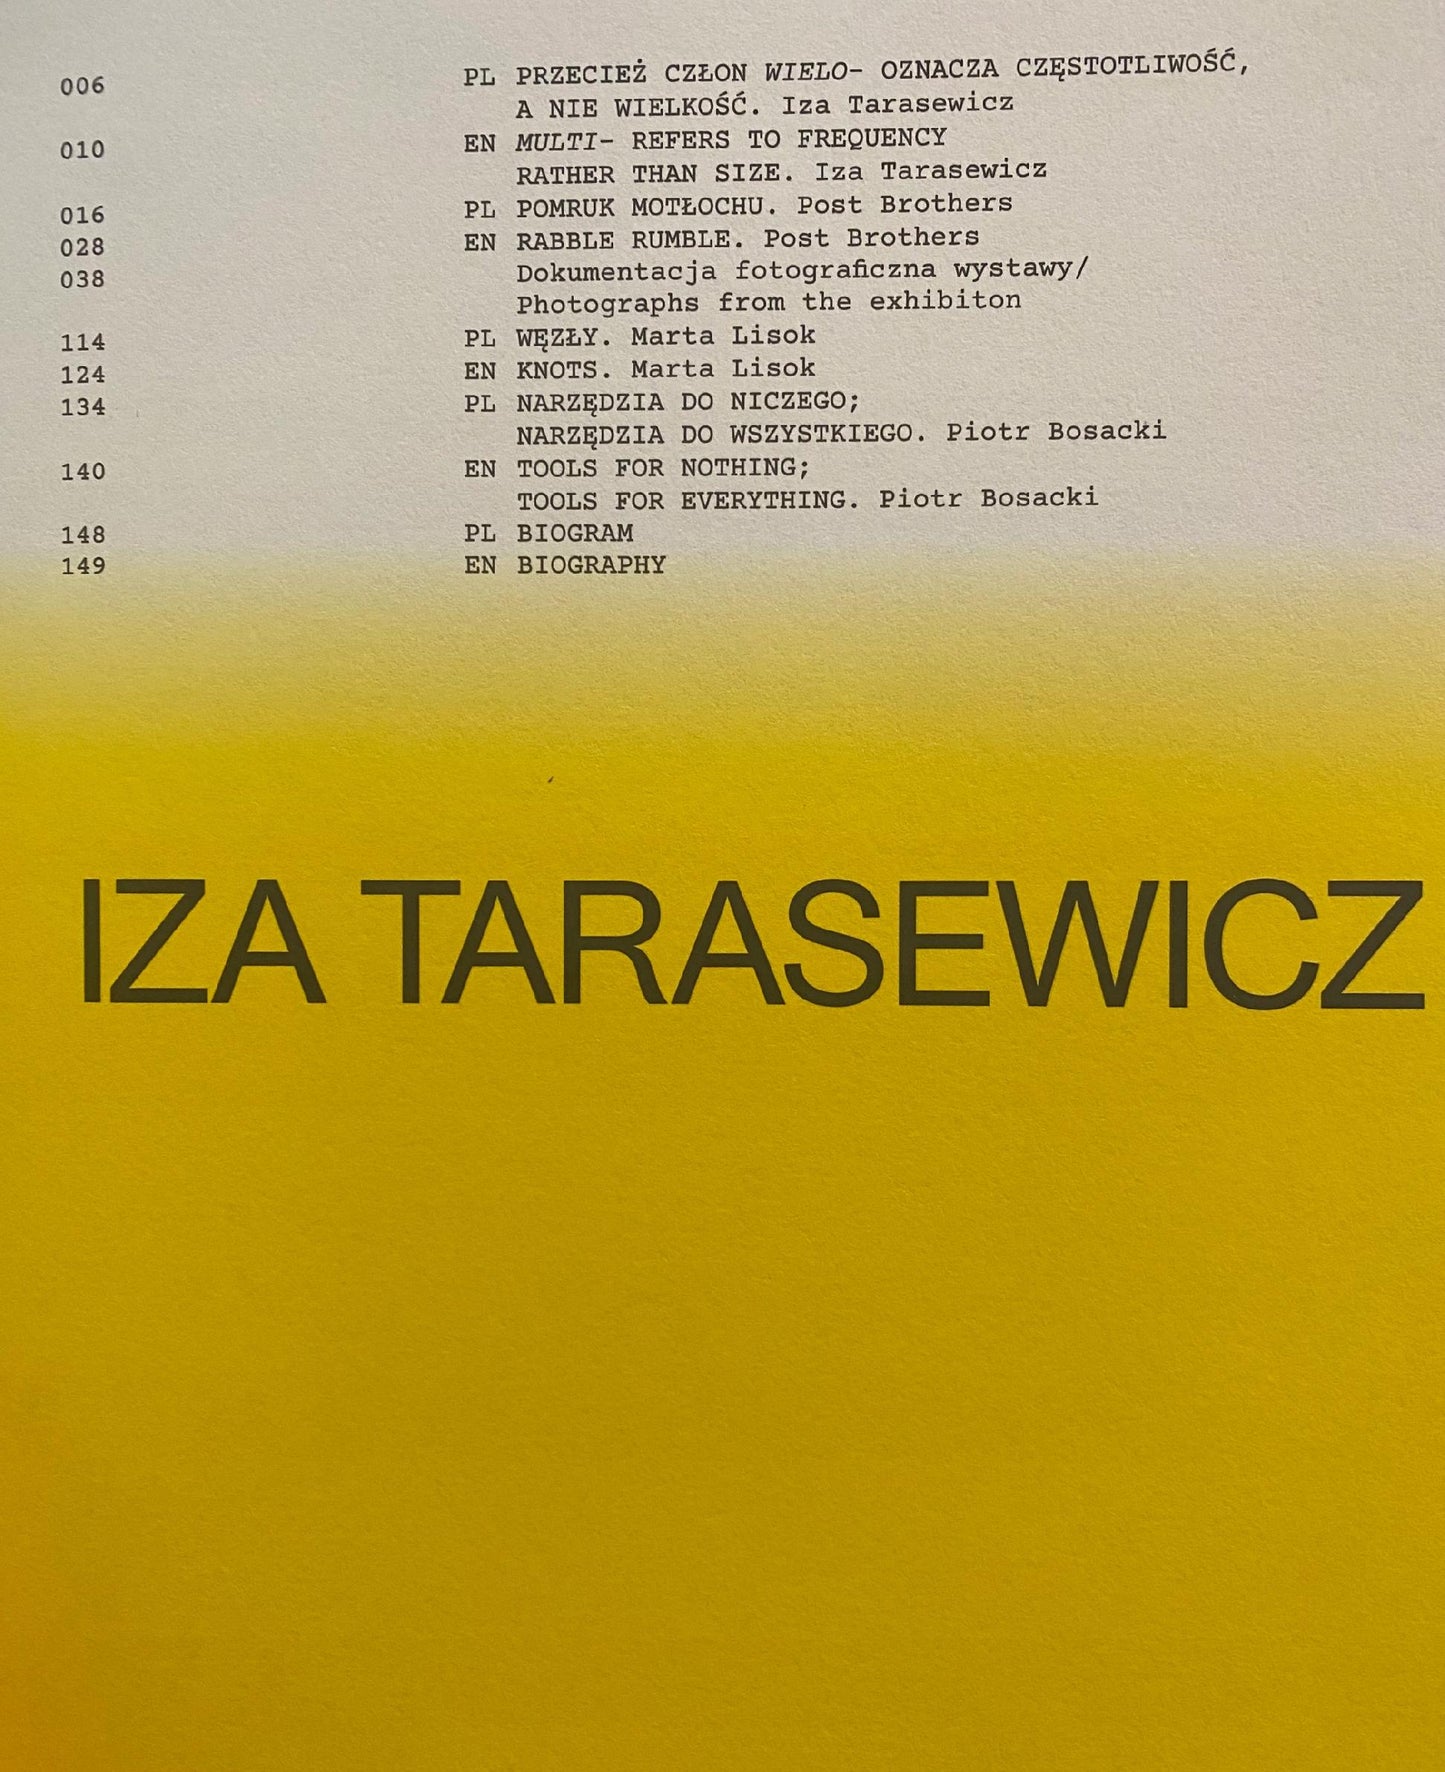 006 PL PRZECIEŻ CZŁON WIELO- OZNACZA CZĘSTOTLIWOŚĆ,
A NIE WIELKOŚĆ. Iza Tarasewicz
010 EN MULTI- REFERS TO FREQUENCY
RATHER THAN SIZE. Iza Tarasewicz
016 PL POMRUK MOTŁOCHU. Post Brothers
028 EN RABBLE RUMBLE. Post Brothers
038 Dokumentacja fotograficzna wystawy/
Photographs from the exhibiton
114 PL WĘZŁY. Marta Lisok
124 EN KNOTS. Marta Lisok
134 PL NARZĘDZIA DO NICZEGO;
NARZĘDZIA DO WSZYSTKIEGO. Piotr Bosacki
140 EN TOOLS FOR NOTHING;
TOOLS FOR EVERYTHING. Piotr Bosacki
148 PL BIOGRAM
149 EN BIOGRAPHY
IZA TARASEWICZ